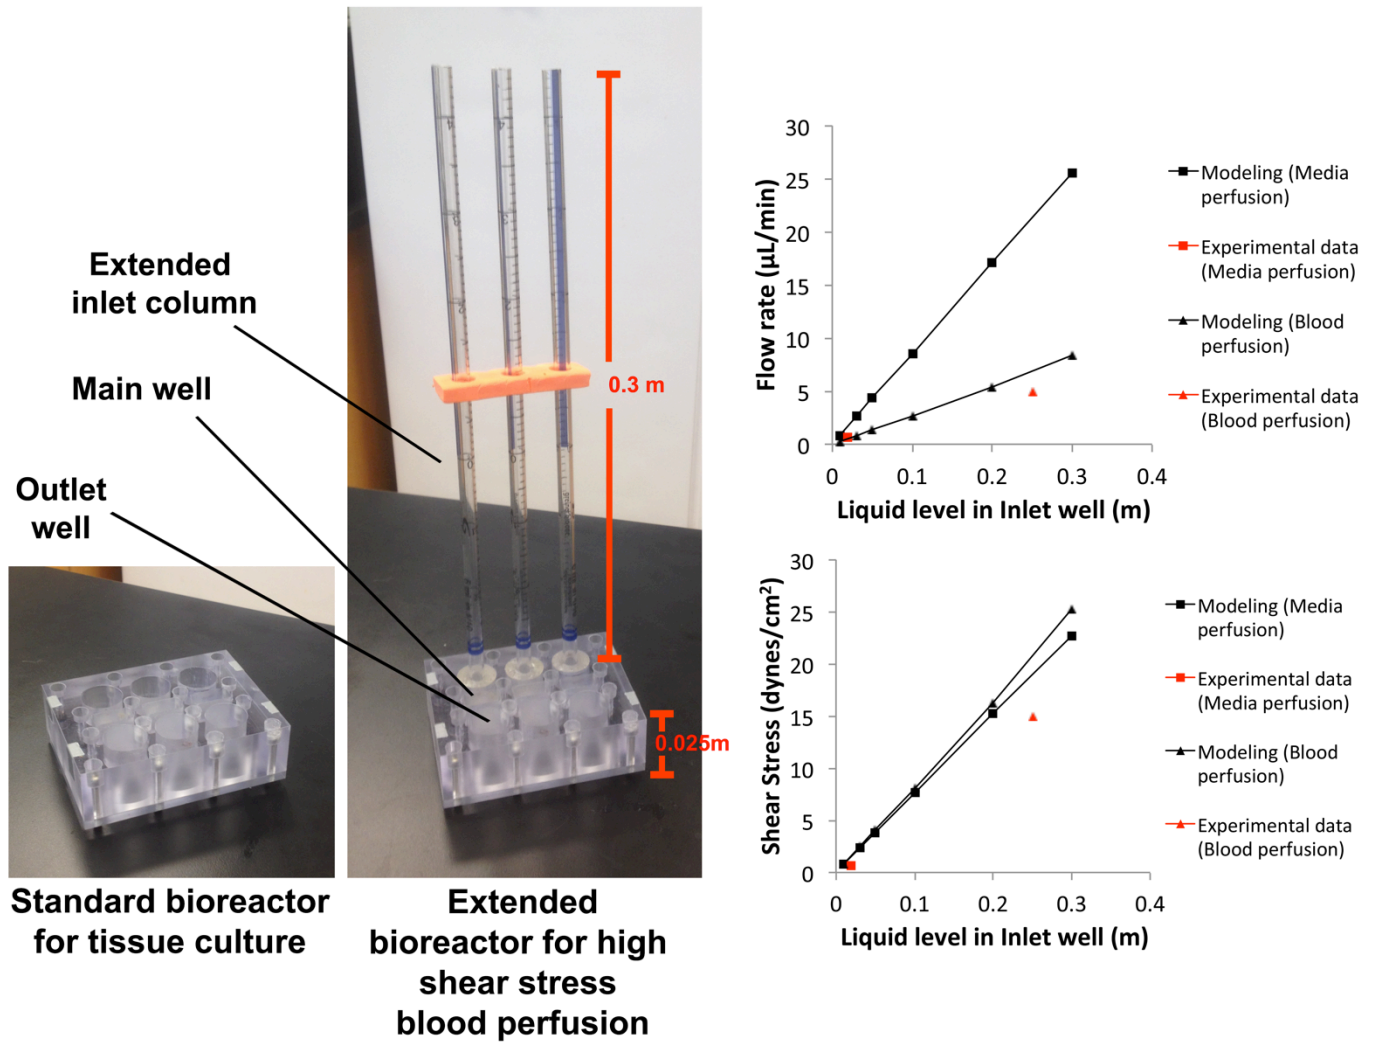 Extended
inlet column
Main well
Outlet
well
0.3 m
0.025m
Standard bioreactor
for tissue culture
Extended
bioreactor for high
shear stress
blood perfusion
Flow rate (µL/min)
30
25
20
15
10
5
0
0
0.1
0.2
0.3
0.4
Liquid level in Inlet well (m)
Modeling (Media
perfusion)
Experimental data
(Media perfusion)
Modeling (Blood
perfusion)
Experimental data
(Blood perfusion)
Shear Stress (dynes/cm²)
30
25
20
15
10
5
0
0
0.1
0.2
0.3
0.4
Liquid level in Inlet well (m)
Modeling (Media
perfusion)
Experimental data
(Media perfusion)
Modeling (Blood
perfusion)
Experimental data
(Blood perfusion)